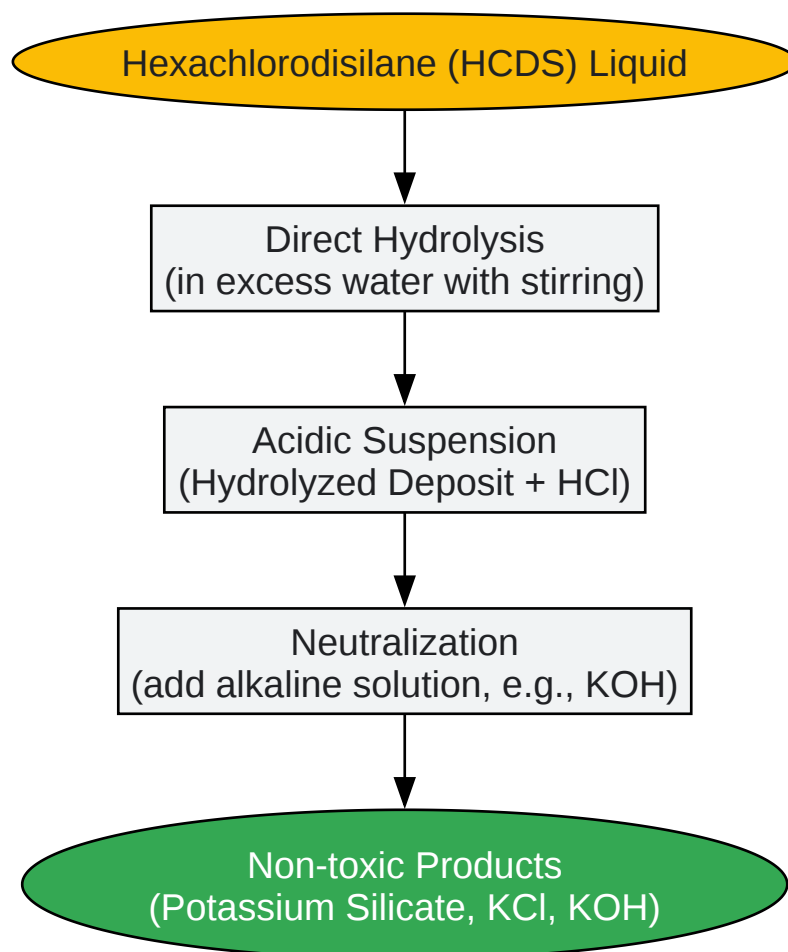 Hexachlorodisilane (HCDS) Liquid
Direct Hydrolysis
(in excess water with stirring)
Acidic Suspension
(Hydrolyzed Deposit + HCl)
Neutralization
(add alkaline solution, e.g., KOH)
Non-toxic Products
(Potassium Silicate, KCl, KOH)